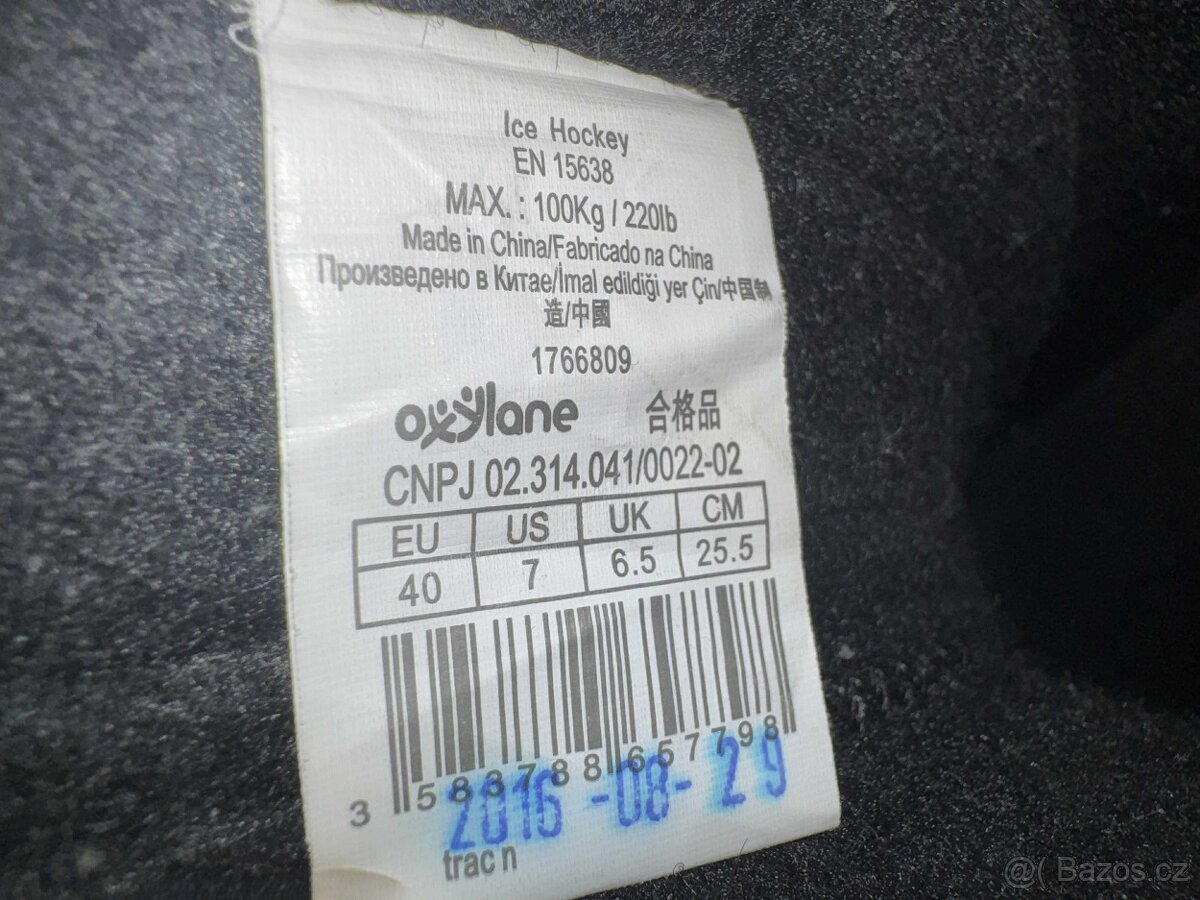 Ice Hockey
EN 15638
MAX. : 100Kg / 220lb
Made in China/Fabricado na China
Произведено в Китае/İmal edildiği yer Çin/中国制
造/中國
1766809
oxylane 合格品
CNPJ 02.314.041/0022-02
EU US UK CM
40 7 6.5 25.5
3 583788 657798
2016-08-29
trac n
@( Bazos.cz